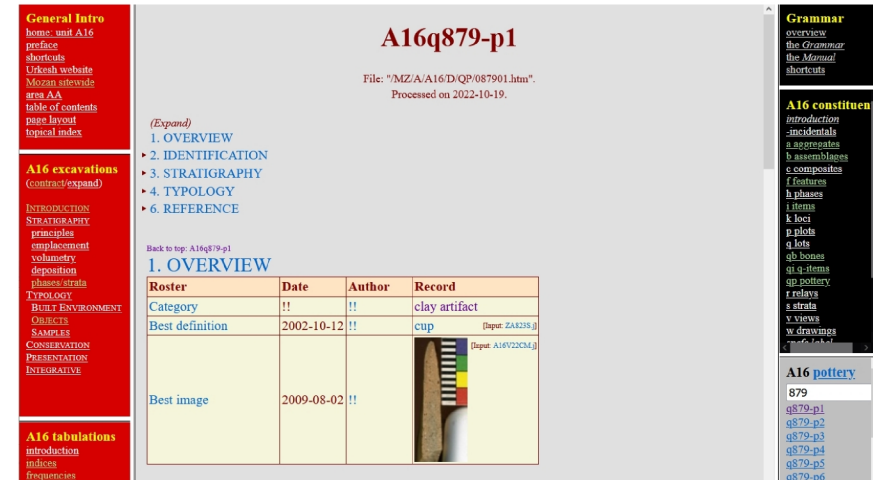 General Intro
home: unit A16
preface
shortcuts
Urkesh website
Mozan sitewide
area AA
table of contents
page layout
topical index
A16 excavations
(contract/expand)
INTRODUCTION
STRATIGRAPHY
principles
emplacement
volumetry
deposition
phases/strata
TYPOLOGY
BUILT ENVIRONMENT
OBJECTS
SAMPLES
CONSERVATION
PRESENTATION
INTEGRATIVE
A16 tabulations
introduction
indices
frequencies
A16q879-p1
File: "/MZ/A/A16/D/QP/087901.htm".
Processed on 2022-10-19.
(Expand)
1. OVERVIEW
2. IDENTIFICATION
3. STRATIGRAPHY
4. TYPOLOGY
6. REFERENCE
Back to top: A16q879-p1
1. OVERVIEW
Roster Date Author Record
Category !! !! clay artifact
Best definition 2002-10-12 !! cup [Input: ZA823S.j]
[Input: A16V22CM.j]
Best image 2009-08-02 !!
Grammar
overview
the Grammar
the Manual
shortcuts
A16 constituen
introduction
-incidentals
a aggregates
b assemblages
c composites
f features
h phases
i items
k loci
p plots
q lots
qb bones
qi q-items
qp pottery
r relays
s strata
v views
w drawings
A16 pottery
879
q879-p1
q879-p2
q879-p3
q879-p4
q879-p5
q879-p6